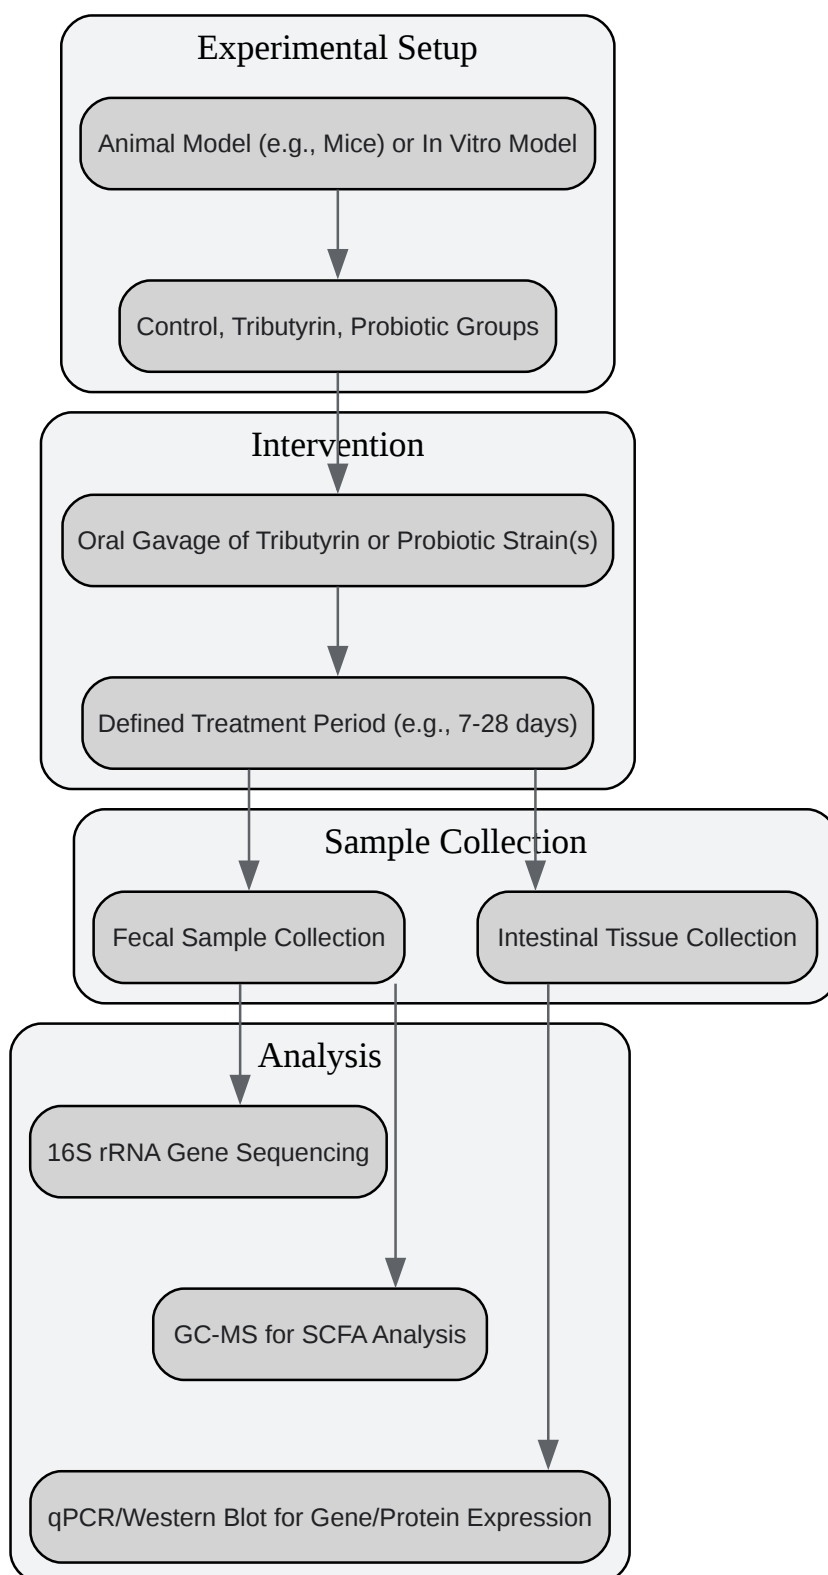 Experimental Setup
Animal Model (e.g., Mice) or In Vitro Model
Control, Tributyrin, Probiotic Groups
Intervention
Oral Gavage of Tributyrin or Probiotic Strain(s)
Defined Treatment Period (e.g., 7-28 days)
Sample Collection
Fecal Sample Collection
Intestinal Tissue Collection
Analysis
16S rRNA Gene Sequencing
GC-MS for SCFA Analysis
qPCR/Western Blot for Gene/Protein Expression